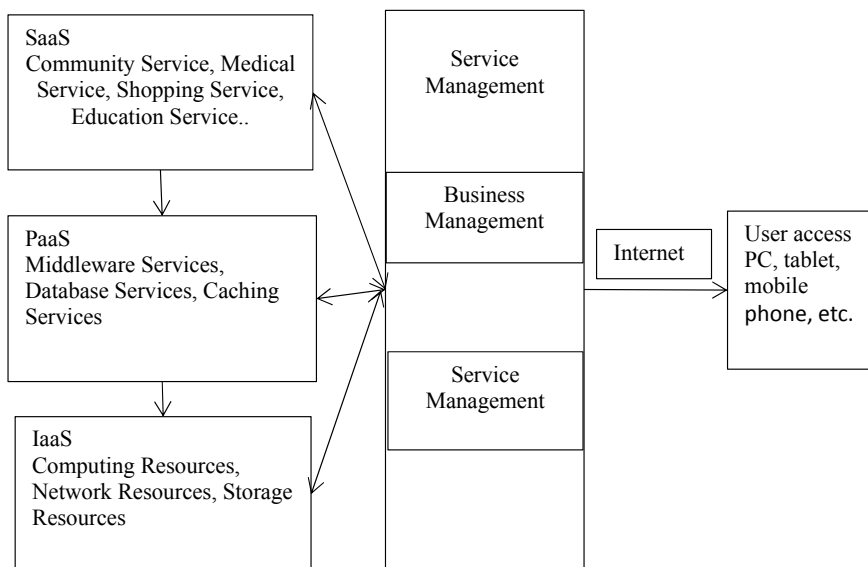 SaaS
Community Service, Medical
Service, Shopping Service,
Education Service..
PaaS
Middleware Services,
Database Services, Caching
Services
IaaS
Computing Resources,
Network Resources, Storage
Resources
Service
Management
Business
Management
Service
Management
Internet
User access
PC, tablet,
mobile
phone, etc.